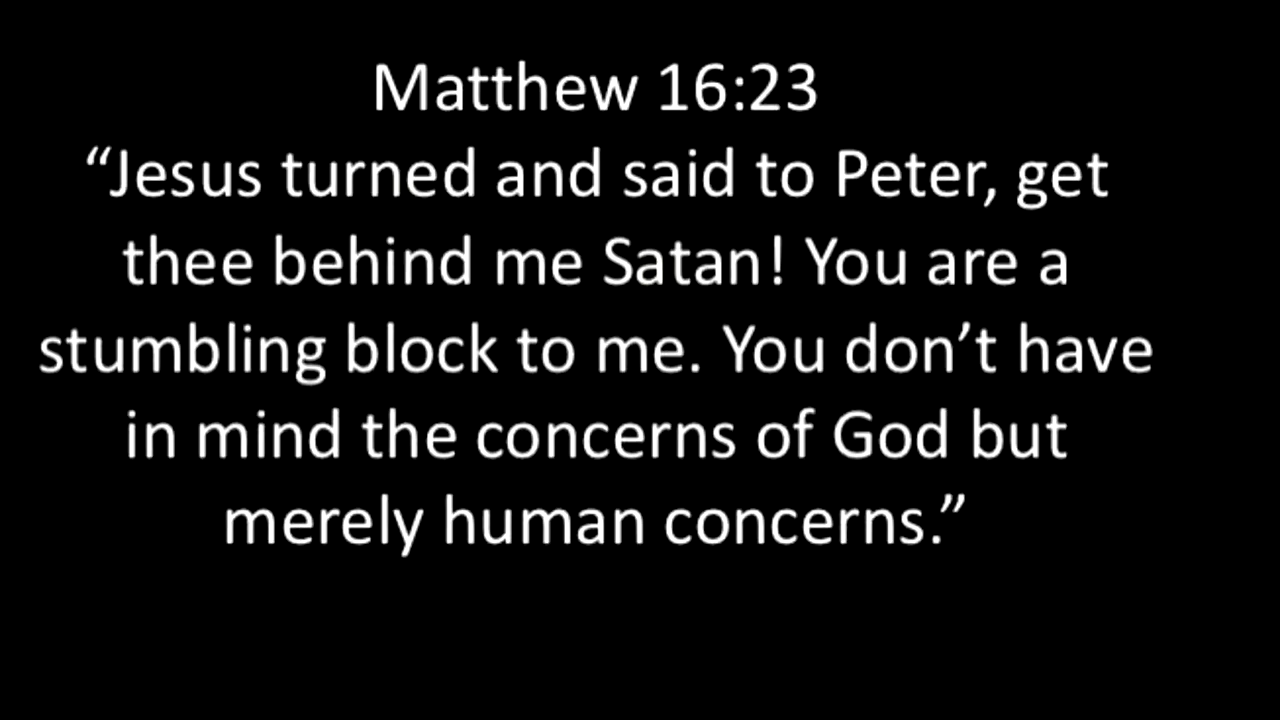 Matthew 16:23
“Jesus turned and said to Peter, get
thee behind me Satan! You are a
stumbling block to me. You don’t have
in mind the concerns of God but
merely human concerns.”